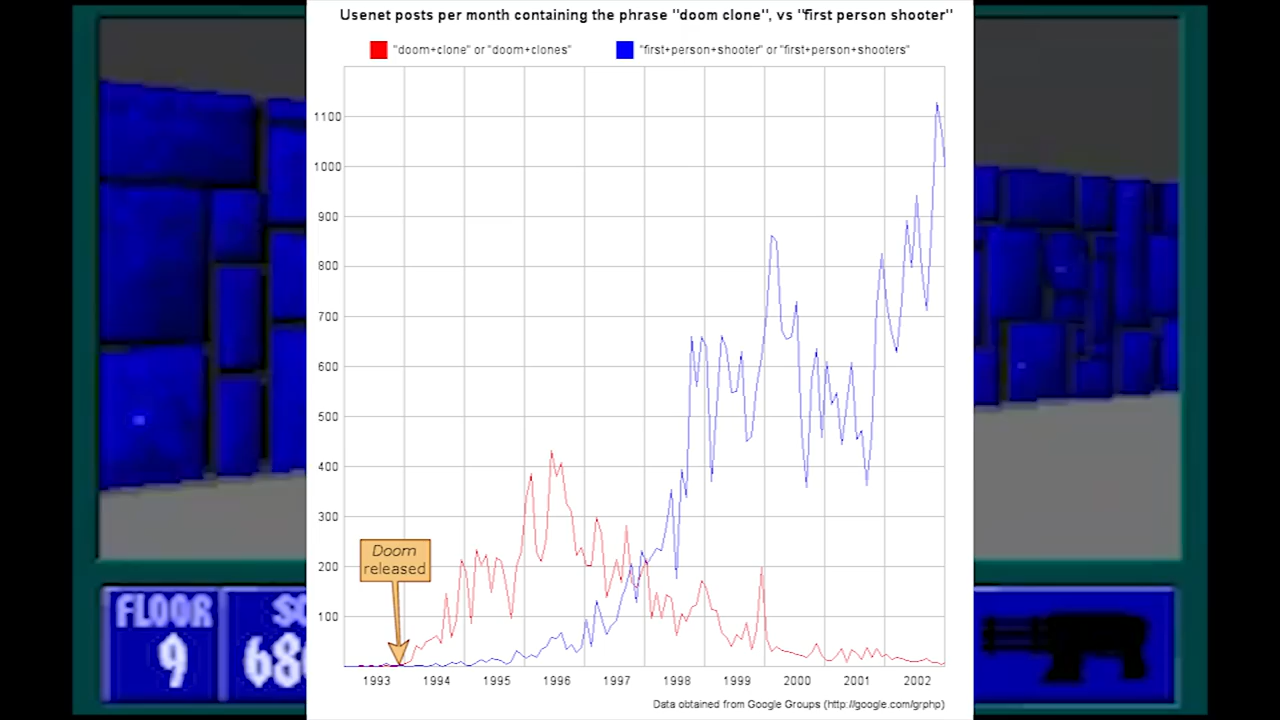 Usenet posts per month containing the phrase "doom clone", vs "first person shooter"
"doom+clone" or "doom+clones"
"first+person+shooter" or "first+person+shooters"
1100
1000
900
800
700
600
500
400
300
200
100
Doom
released
1993 1994 1995 1996 1997 1998 1999 2000 2001 2002
Data obtained from Google Groups (http://google.com/grphp)
FLOOR
9